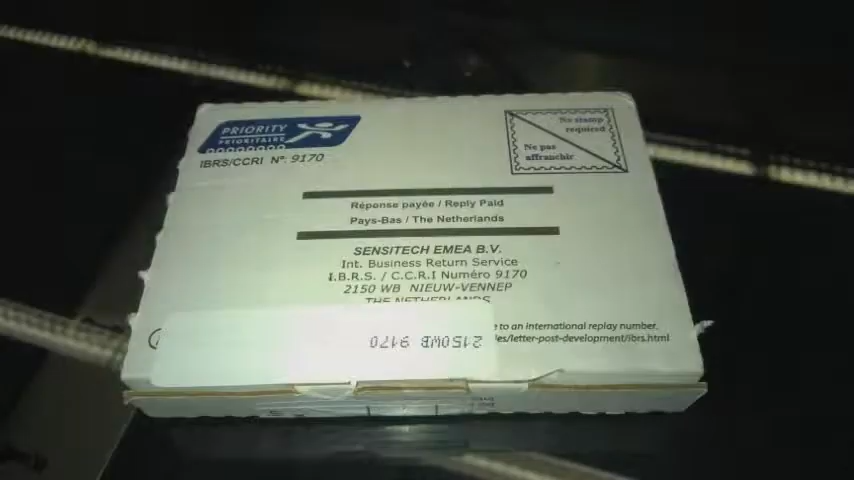 PRIORITY
PRIORITAIRE
IBRS/CCRI N°: 9170
No stamp
required
Ne pas
affranchir
Réponse payée / Reply Paid
Pays-Bas / The Netherlands
SENSITECH EMEA B.V.
Int. Business Return Service
I.B.R.S. / C.C.R.I Numéro 9170
2150 WB NIEUW-VENNEP
THE NETHERLANDS
to an international replay number.
/letter-post-development/ibrs.html
2150WB 9170